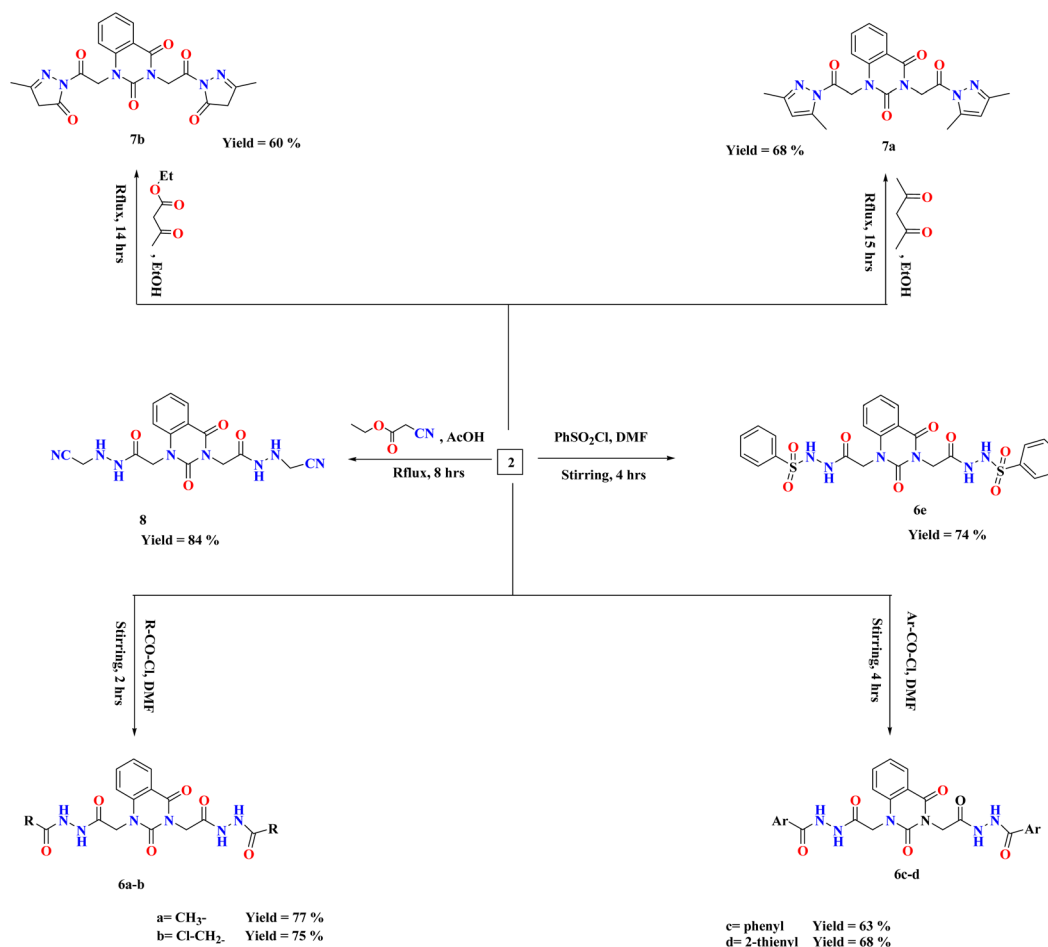 7b
Yield = 60 %
7a
Yield = 68 %
Rflux, 14 hrs
Et
O
O
O
, EtOH
Rflux, 15 hrs
O
O
, EtOH
8
Yield = 84 %
O
O
CN , AcOH
Rflux, 8 hrs
2
PhSO2Cl, DMF
Stirring, 4 hrs
6e
Yield = 74 %
R-CO-Cl, DMF
Stirring, 2 hrs
Ar-CO-Cl, DMF
Stirring, 4 hrs
NC
CN
R
R
Ar
Ar
6a-b
a= CH3- Yield = 77 %
b= Cl-CH2- Yield = 75 %
6c-d
c= phenyl Yield = 63 %
d= 2-thienyl Yield = 68 %